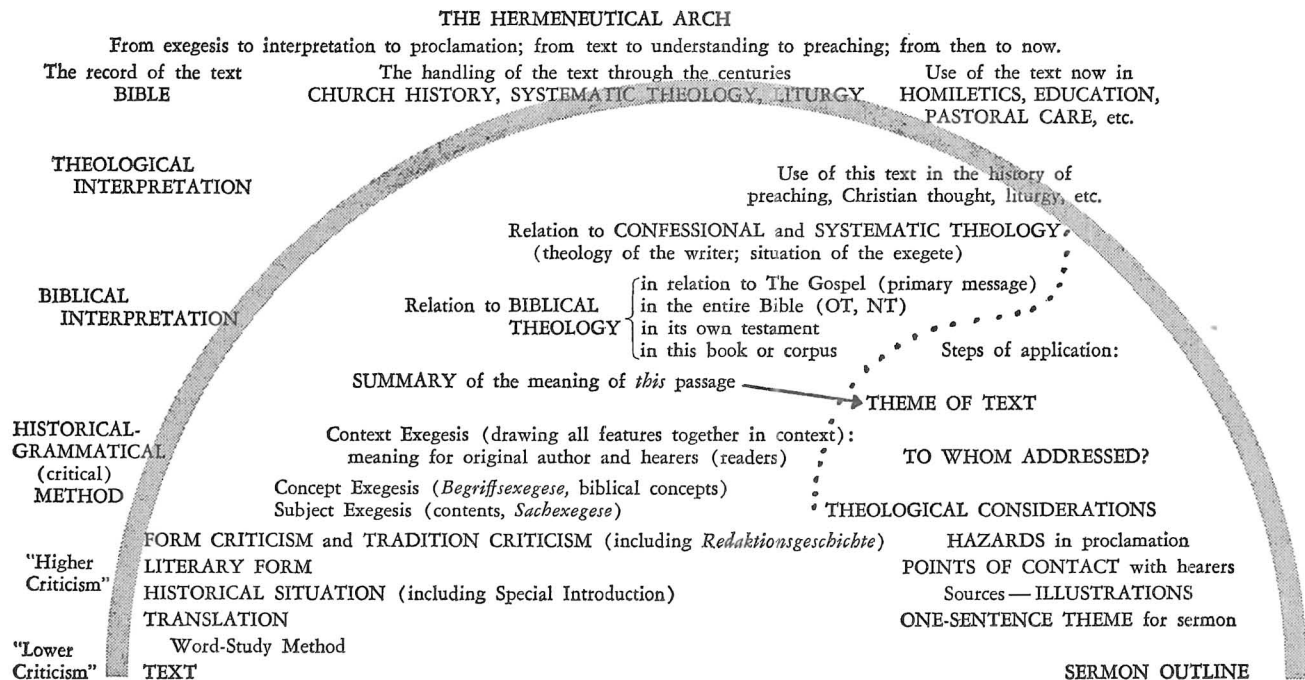 THE HERMENEUTICAL ARCH
From exegesis to interpretation to proclamation; from text to understanding to preaching; from then to now.
The record of the text
BIBLE
The handling of the text through the centuries
CHURCH HISTORY, SYSTEMATIC THEOLOGY, LITURGY
Use of the text now in
HOMILETICS, EDUCATION,
PASTORAL CARE, etc.
THEOLOGICAL
INTERPRETATION
Use of this text in the history of
preaching, Christian thought, liturgy, etc.
Relation to CONFESSIONAL and SYSTEMATIC THEOLOGY
(theology of the writer; situation of the exegete)
BIBLICAL
INTERPRETATION
Relation to BIBLICAL
THEOLOGY
in relation to The Gospel (primary message)
in the entire Bible (OT, NT)
in its own testament
in this book or corpus
Steps of application:
SUMMARY of the meaning of this passage
THEME OF TEXT
HISTORICAL-
GRAMMATICAL
(critical)
METHOD
Context Exegesis (drawing all features together in context):
meaning for original author and hearers (readers)
TO WHOM ADDRESSED?
Concept Exegesis (Begriffsexegese, biblical concepts)
Subject Exegesis (contents, Sachexegese)
THEOLOGICAL CONSIDERATIONS
FORM CRITICISM and TRADITION CRITICISM (including Redaktionsgeschichte)
HAZARDS in proclamation
"Higher
Criticism"
LITERARY FORM
POINTS OF CONTACT with hearers
HISTORICAL SITUATION (including Special Introduction)
Sources — ILLUSTRATIONS
TRANSLATION
ONE-SENTENCE THEME for sermon
Word-Study Method
"Lower
Criticism"
TEXT
SERMON OUTLINE